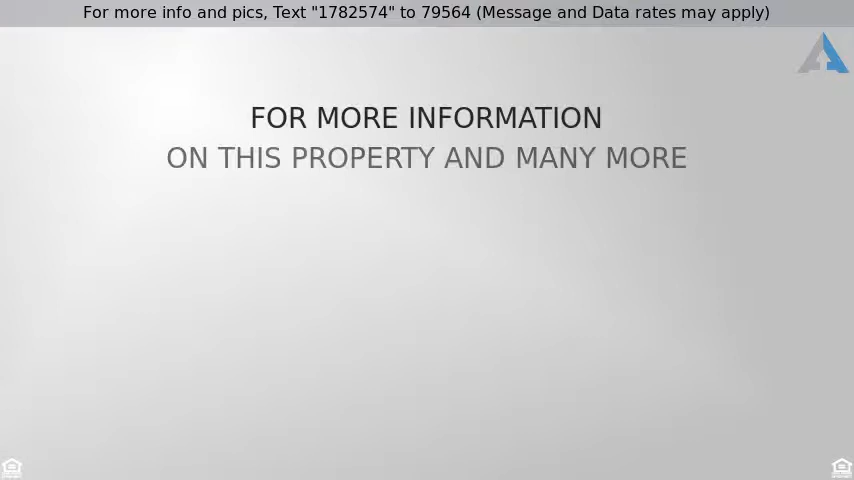 For more info and pics, Text "1782574" to 79564 (Message and Data rates may apply)
FOR MORE INFORMATION
ON THIS PROPERTY AND MANY MORE